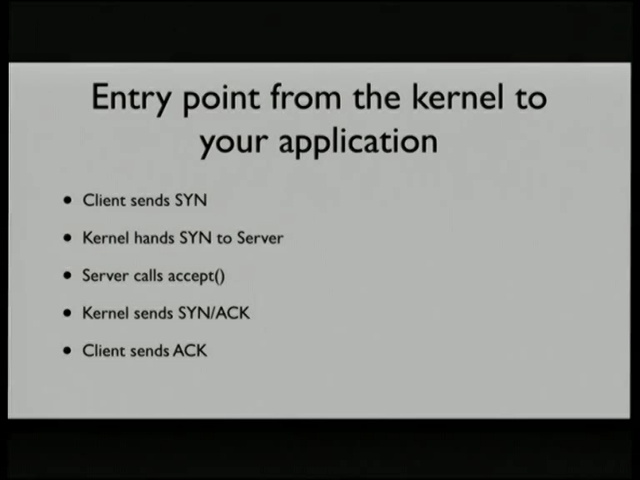 Entry point from the kernel to
your application
• Client sends SYN
• Kernel hands SYN to Server
• Server calls accept()
• Kernel sends SYN/ACK
• Client sends ACK